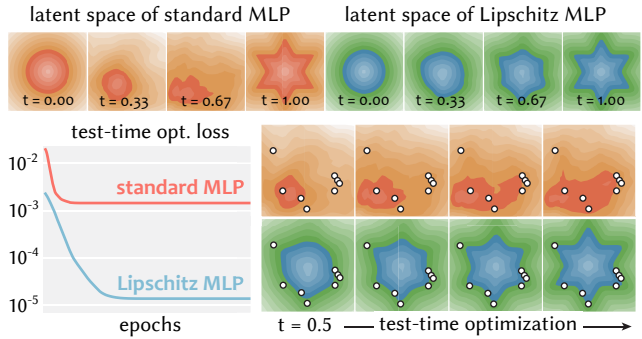 latent space of standard MLP
latent space of Lipschitz MLP
t = 0.00
t = 0.33
t = 0.67
t = 1.00
t = 0.00
t = 0.33
t = 0.67
t = 1.00
test-time opt. loss
10⁻²
standard MLP
10⁻³
10⁻⁴
Lipschitz MLP
10⁻⁵
epochs
t = 0.5
test-time optimization